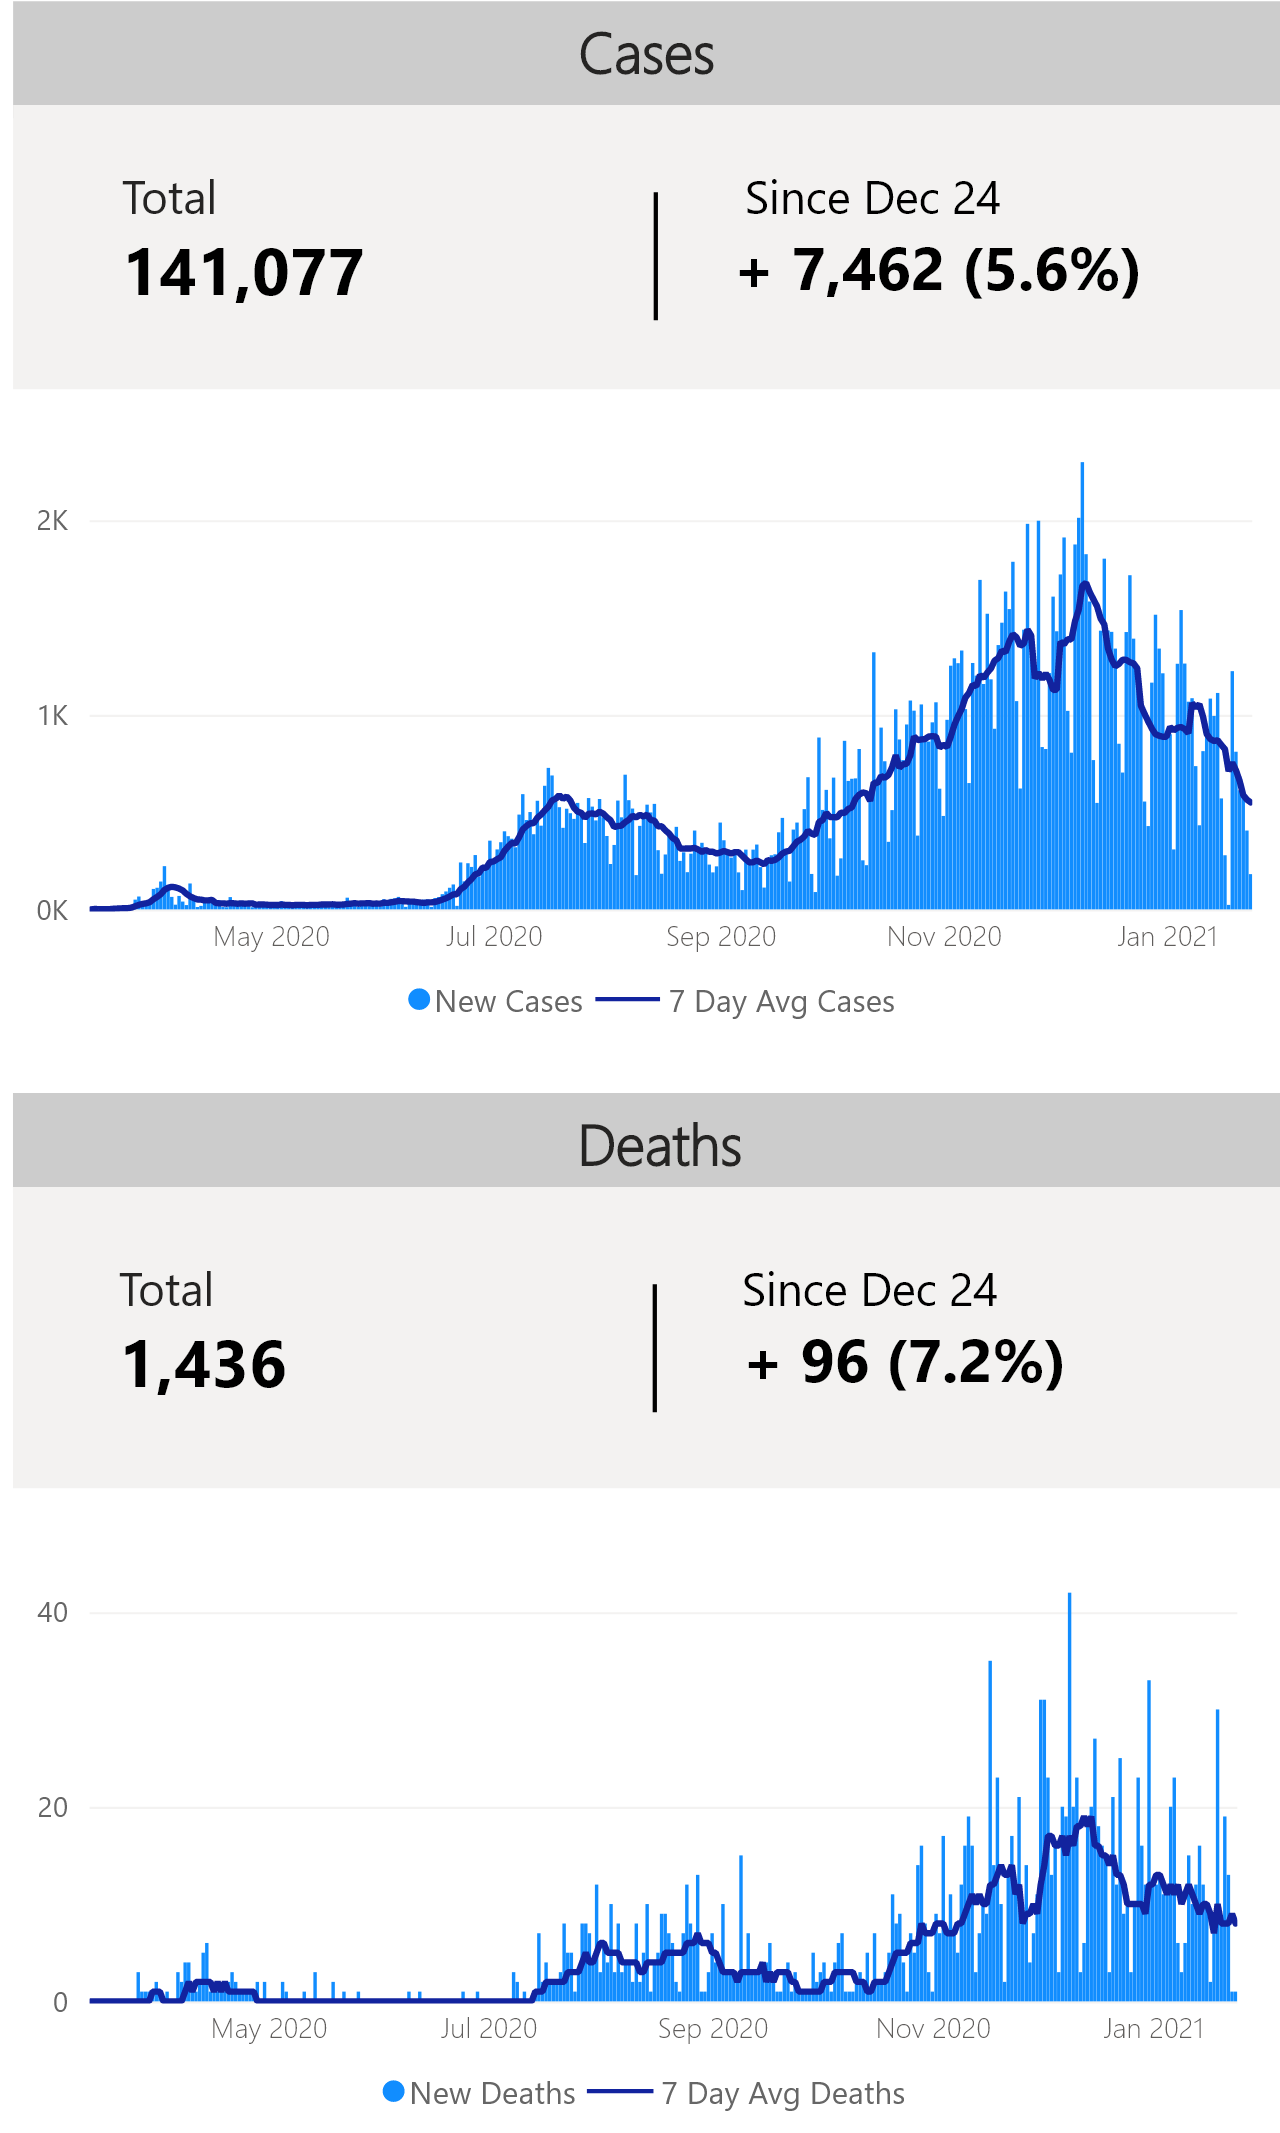 Cases
Total
Since Dec 24
141,077
+ 7,462 (5.6%)
2K
1K
0K
May 2020
Jul 2020
Sep 2020
Nov 2020
Jan 2021
New Cases
7 Day Avg Cases
Deaths
Total
Since Dec 24
1,436
+ 96 (7.2%)
40
20
0
May 2020
Jul 2020
Sep 2020
Nov 2020
Jan 2021
New Deaths
7 Day Avg Deaths